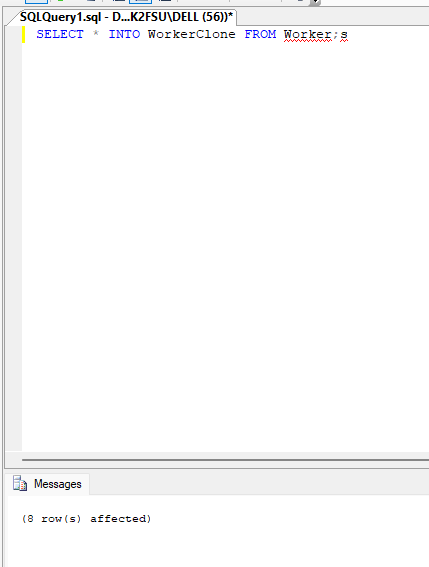 SQLQuery1.sql - D...K2FSU\DELL (56))*
SELECT * INTO WorkerClone FROM Worker;s
Messages
(8 row(s) affected)